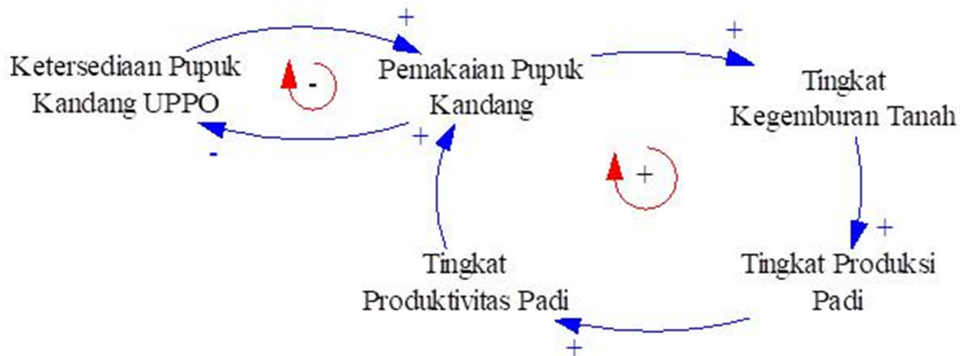 +
+
Ketersediaan Pupuk
Kandang UPPO
-
Pemakaian Pupuk
Kandang
Tingkat
Kegemburan Tanah
-
+
+
+
Tingkat
Produktivitas Padi
Tingkat Produksi
Padi
+